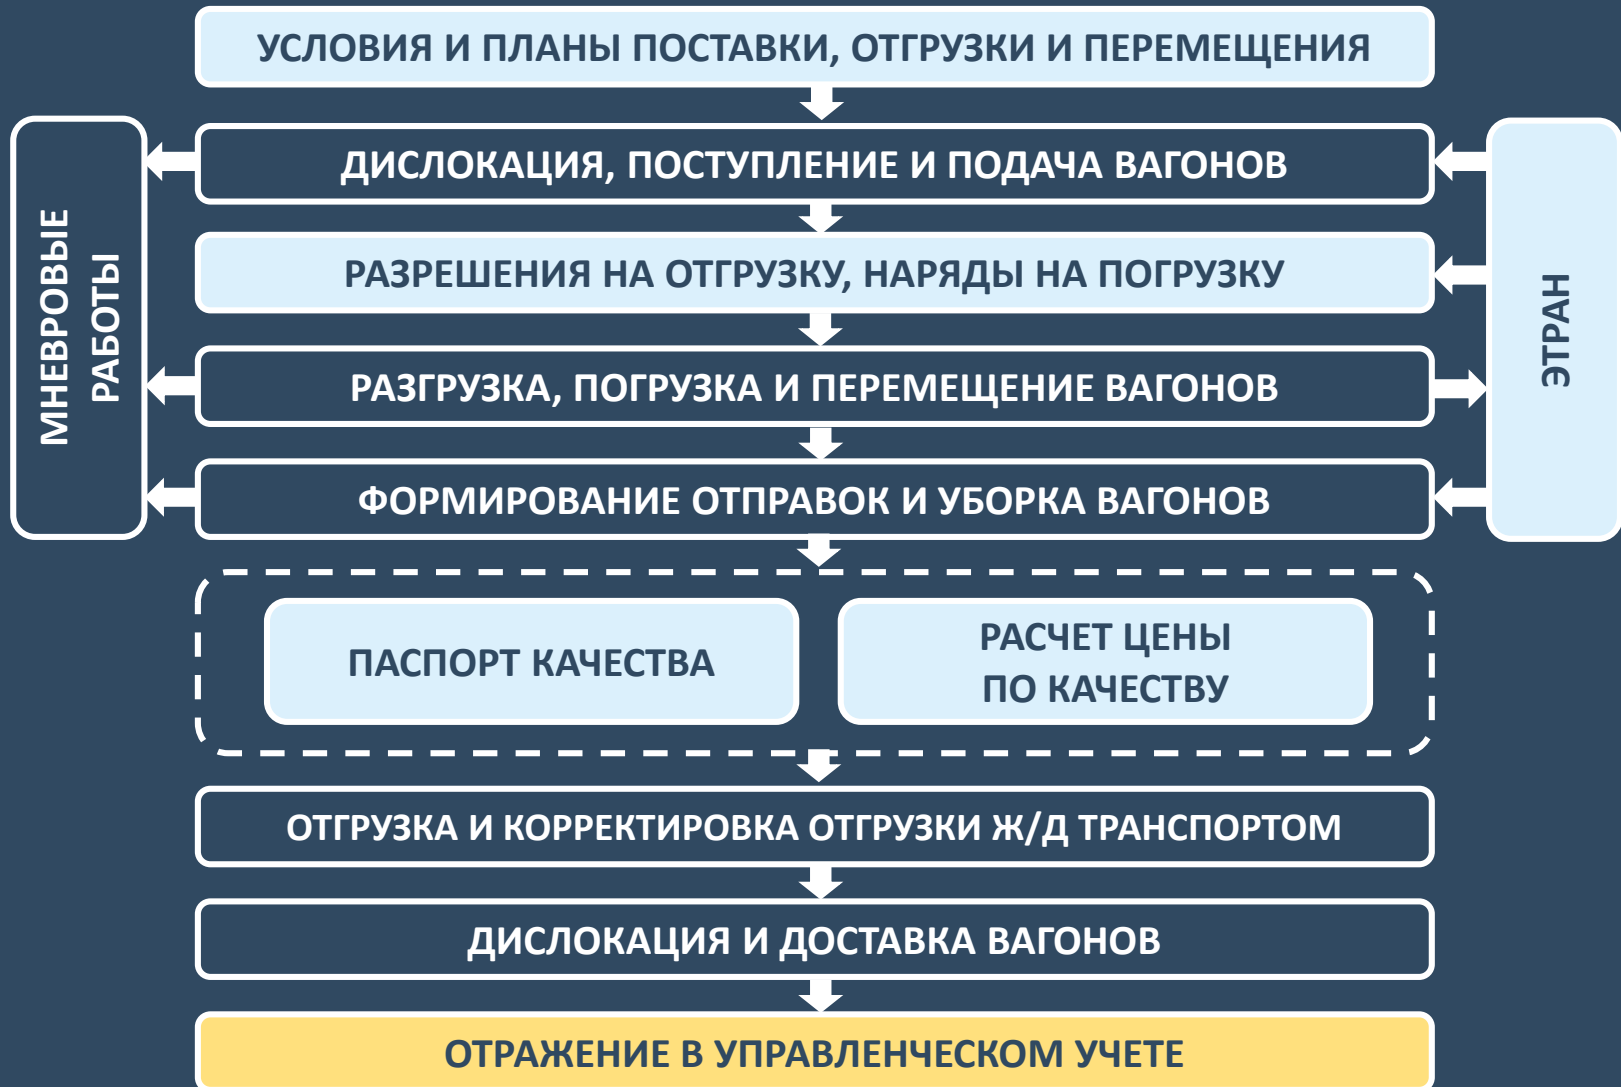 УСЛОВИЯ И ПЛАНЫ ПОСТАВКИ, ОТГРУЗКИ И ПЕРЕМЕЩЕНИЯ
ДИСЛОКАЦИЯ, ПОСТУПЛЕНИЕ И ПОДАЧА ВАГОНОВ
РАЗРЕШЕНИЯ НА ОТГРУЗКУ, НАРЯДЫ НА ПОГРУЗКУ
РАЗГРУЗКА, ПОГРУЗКА И ПЕРЕМЕЩЕНИЕ ВАГОНОВ
ФОРМИРОВАНИЕ ОТПРАВОК И УБОРКА ВАГОНОВ
МНЕВРОВЫЕ
РАБОТЫ
ЭТРАН
ПАСПОРТ КАЧЕСТВА
РАСЧЕТ ЦЕНЫ
ПО КАЧЕСТВУ
ОТГРУЗКА И КОРРЕКТИРОВКА ОТГРУЗКИ Ж/Д ТРАНСПОРТОМ
ДИСЛОКАЦИЯ И ДОСТАВКА ВАГОНОВ
ОТРАЖЕНИЕ В УПРАВЛЕНЧЕСКОМ УЧЕТЕ